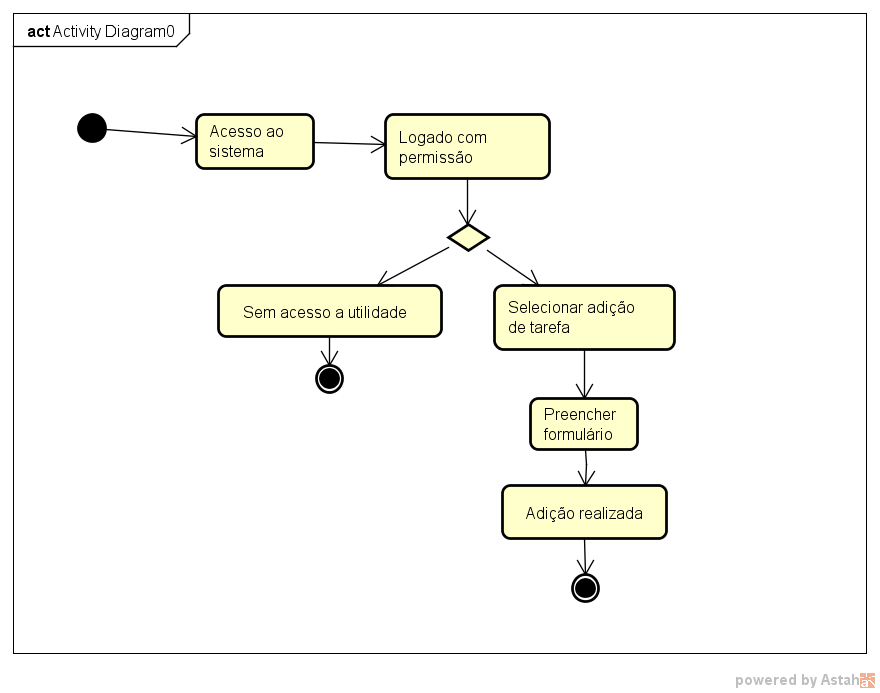 act Activity Diagram0
Acesso ao
sistema
Logado com
permissão
Sem acesso a utilidade
Selecionar adição
de tarefa
Preencher
formulário
Adição realizada
powered by Astah